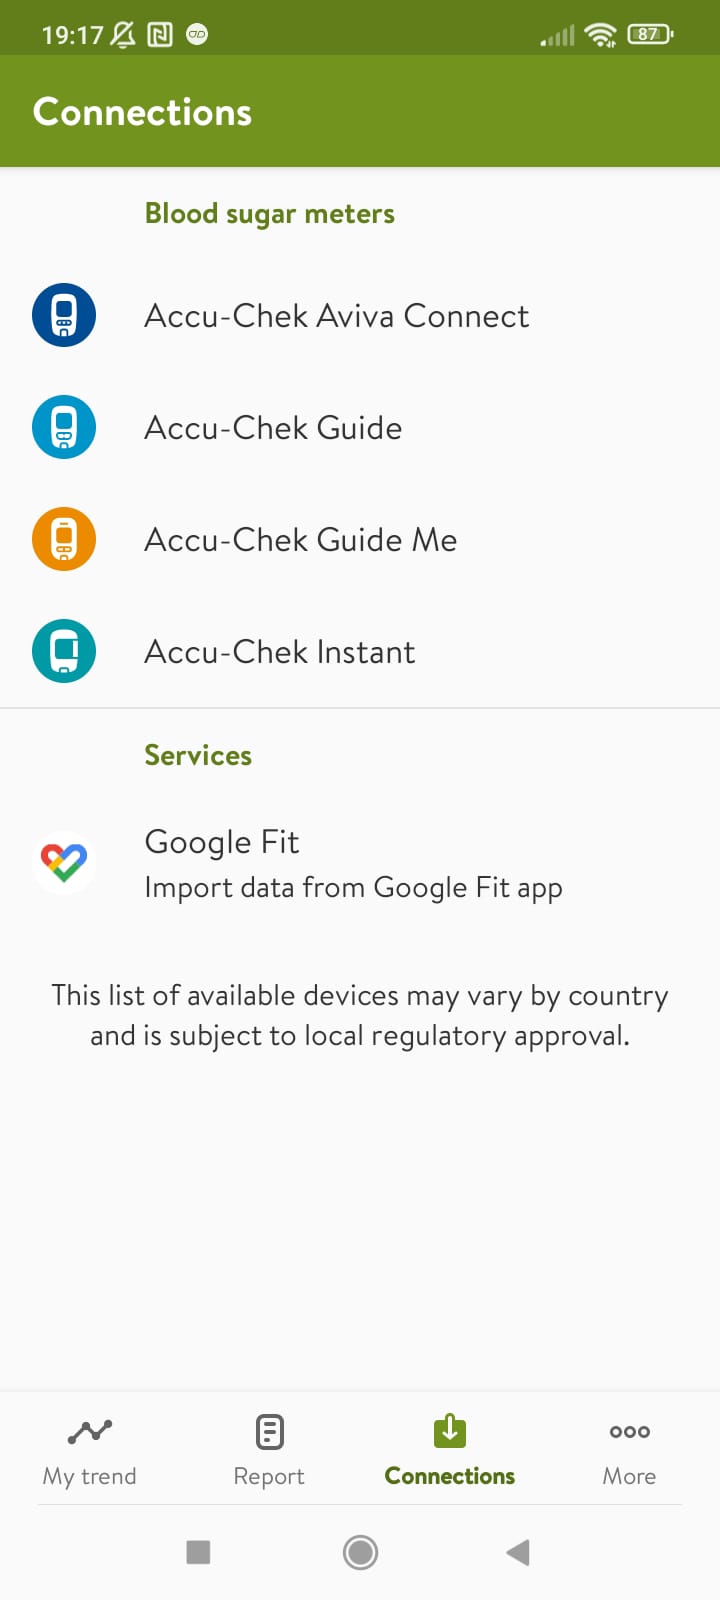 19:17
87
Connections
Blood sugar meters
Accu-Chek Aviva Connect
Accu-Chek Guide
Accu-Chek Guide Me
Accu-Chek Instant
Services
Google Fit
Import data from Google Fit app
This list of available devices may vary by country
and is subject to local regulatory approval.
My trend
Report
Connections
More